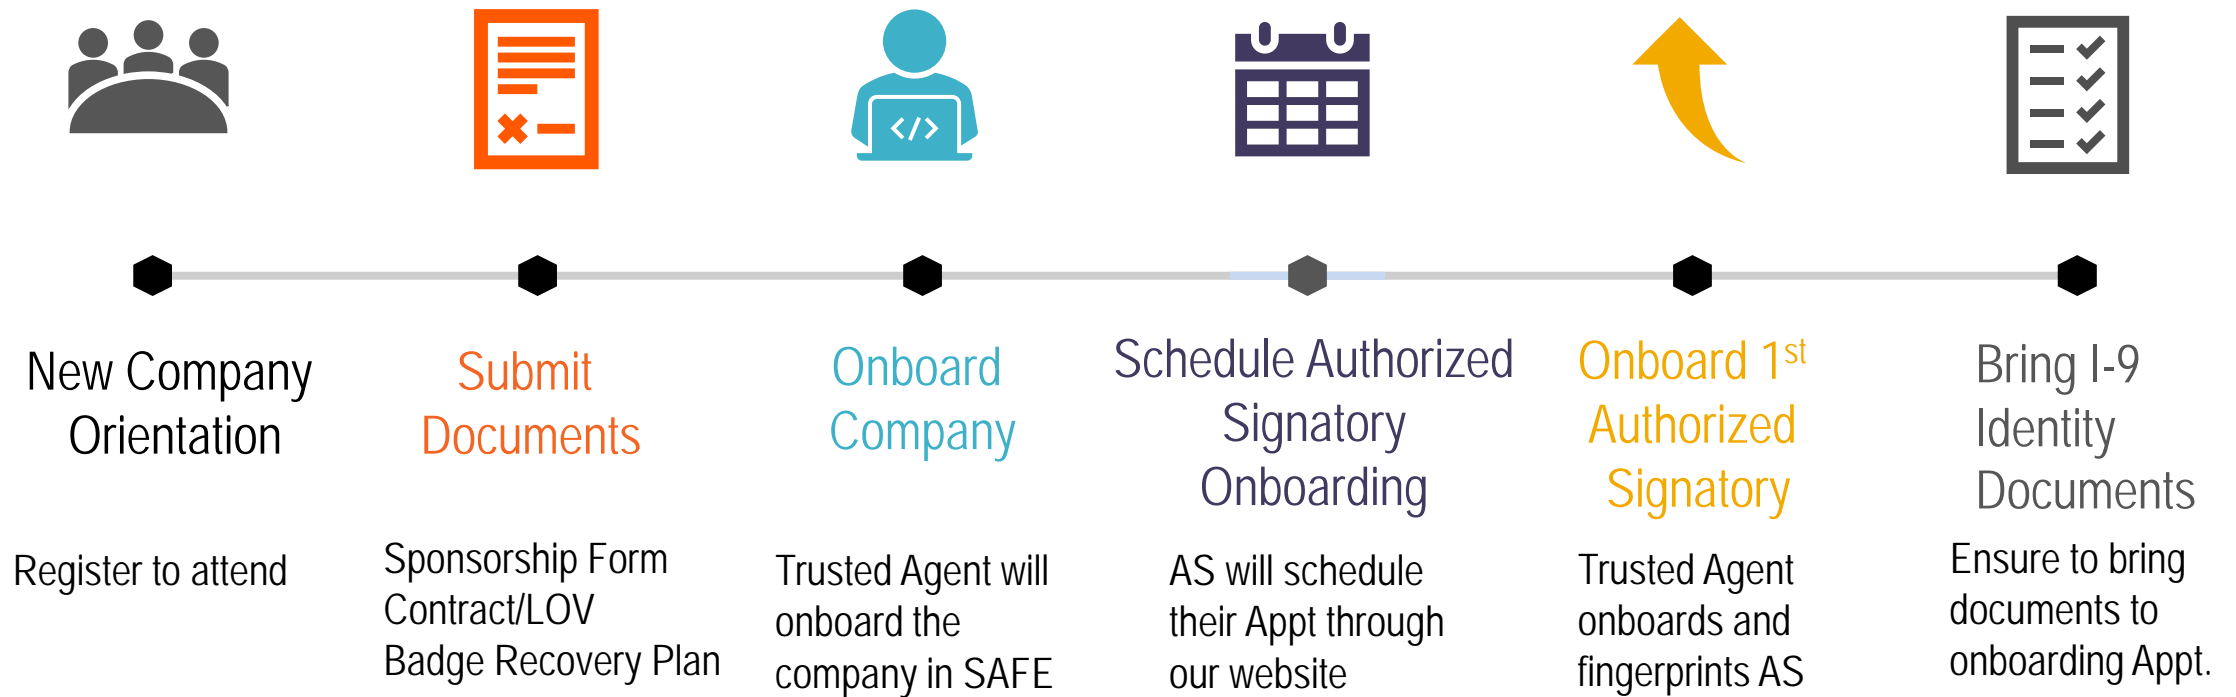 New Company
Orientation
Register to attend
Submit
Documents
Sponsorship Form
Contract/LOV
Badge Recovery Plan
Onboard
Company
Trusted Agent will
onboard the
company in SAFE
Schedule Authorized
Signatory
Onboarding
AS will schedule
their Appt through
our website
Onboard 1st
Authorized
Signatory
Trusted Agent
onboards and
fingerprints AS
Bring I-9
Identity
Documents
Ensure to bring
documents to
onboarding Appt.